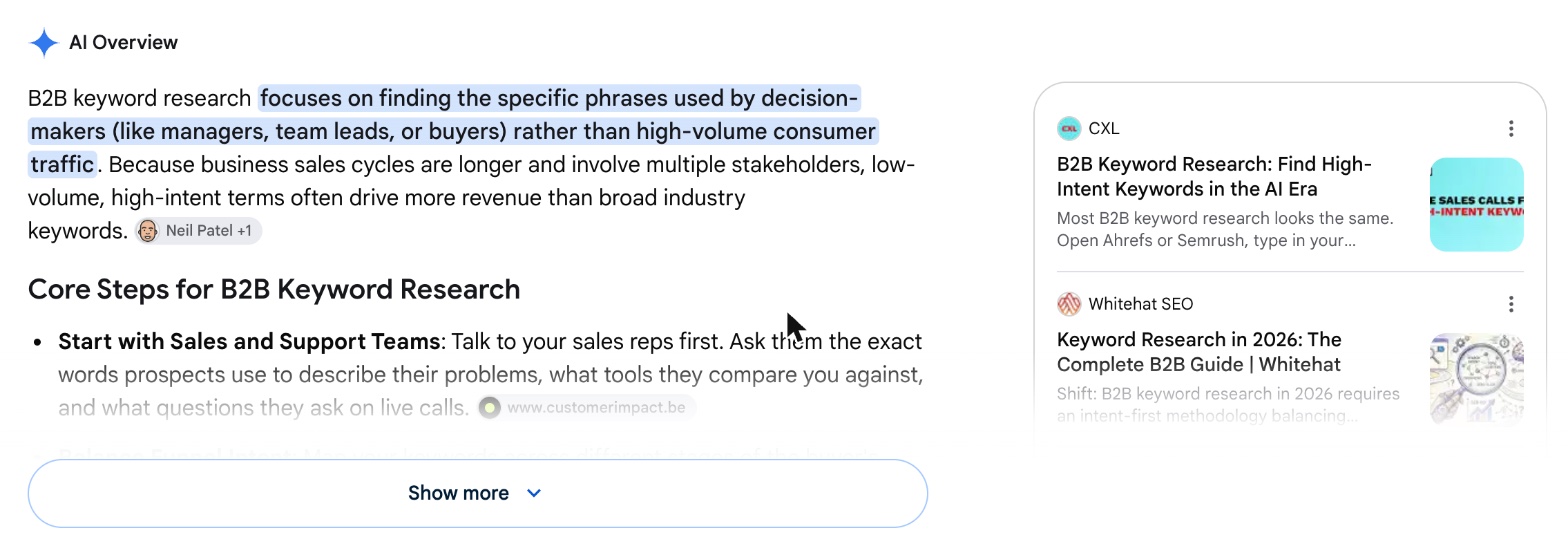 AI Overview
B2B keyword research focuses on finding the specific phrases used by decision-
makers (like managers, team leads, or buyers) rather than high-volume consumer
traffic. Because business sales cycles are longer and involve multiple stakeholders, low-
volume, high-intent terms often drive more revenue than broad industry
keywords. Neil Patel +1
Core Steps for B2B Keyword Research
• Start with Sales and Support Teams: Talk to your sales reps first. Ask them the exact
words prospects use to describe their problems, what tools they compare you against,
and what questions they ask on live calls. www.customerimpact.be
Show more
CXL
CXL
B2B Keyword Research: Find High-
Intent Keywords in the AI Era
Most B2B keyword research looks the same.
Open Ahrefs or Semrush, type in your...
E SALES CALLS F
H-INTENT KEYW
Whitehat SEO
Keyword Research in 2026: The
Complete B2B Guide | Whitehat
Shift: B2B keyword research in 2026 requires
an intent-first methodology balancing...